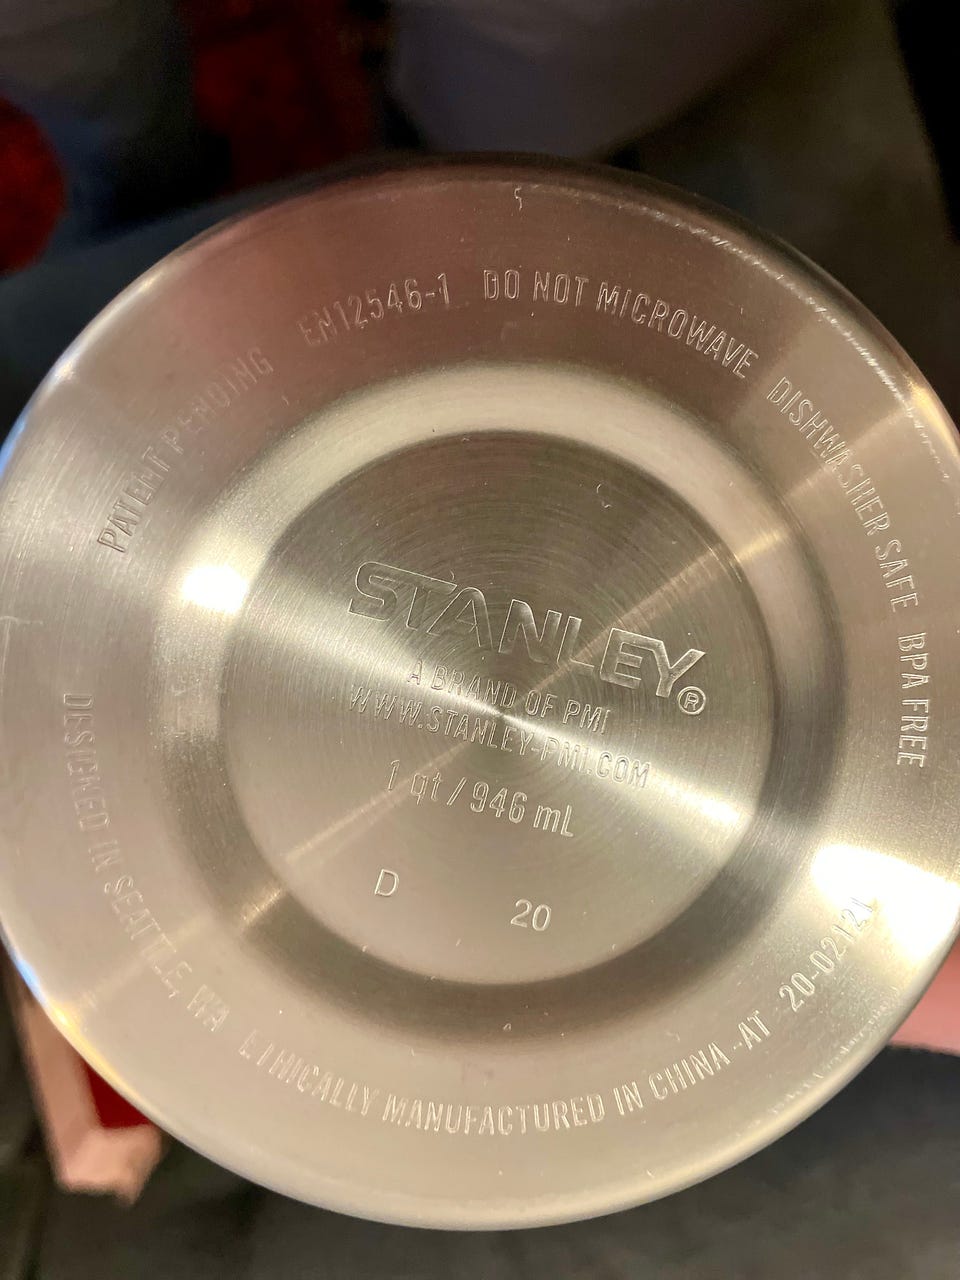 STANLEY®
A BRAND OF PMI
WWW.STANLEY-PMI.COM
1 qt / 946 mL
D 20
PATENT PENDING EN12546-1 DO NOT MICROWAVE DISHWASHER SAFE BPA FREE
DESIGNED IN SEATTLE, WA ETHICALLY MANUFACTURED IN CHINA -AT